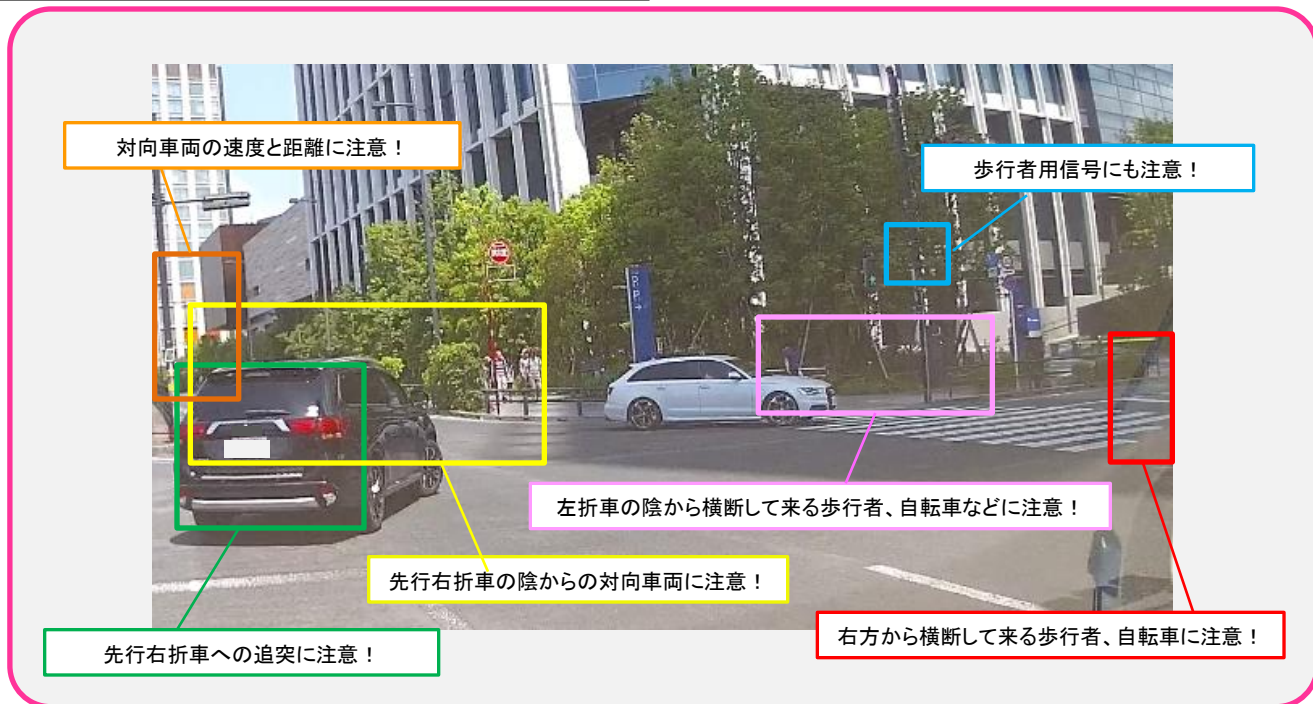 対向車両の速度と距離に注意！
歩行者用信号にも注意！
左折車の陰から横断して来る歩行者、自転車などに注意！
先行右折車の陰からの対向車両に注意！
右方から横断して来る歩行者、自転車に注意！
先行右折車への追突に注意！